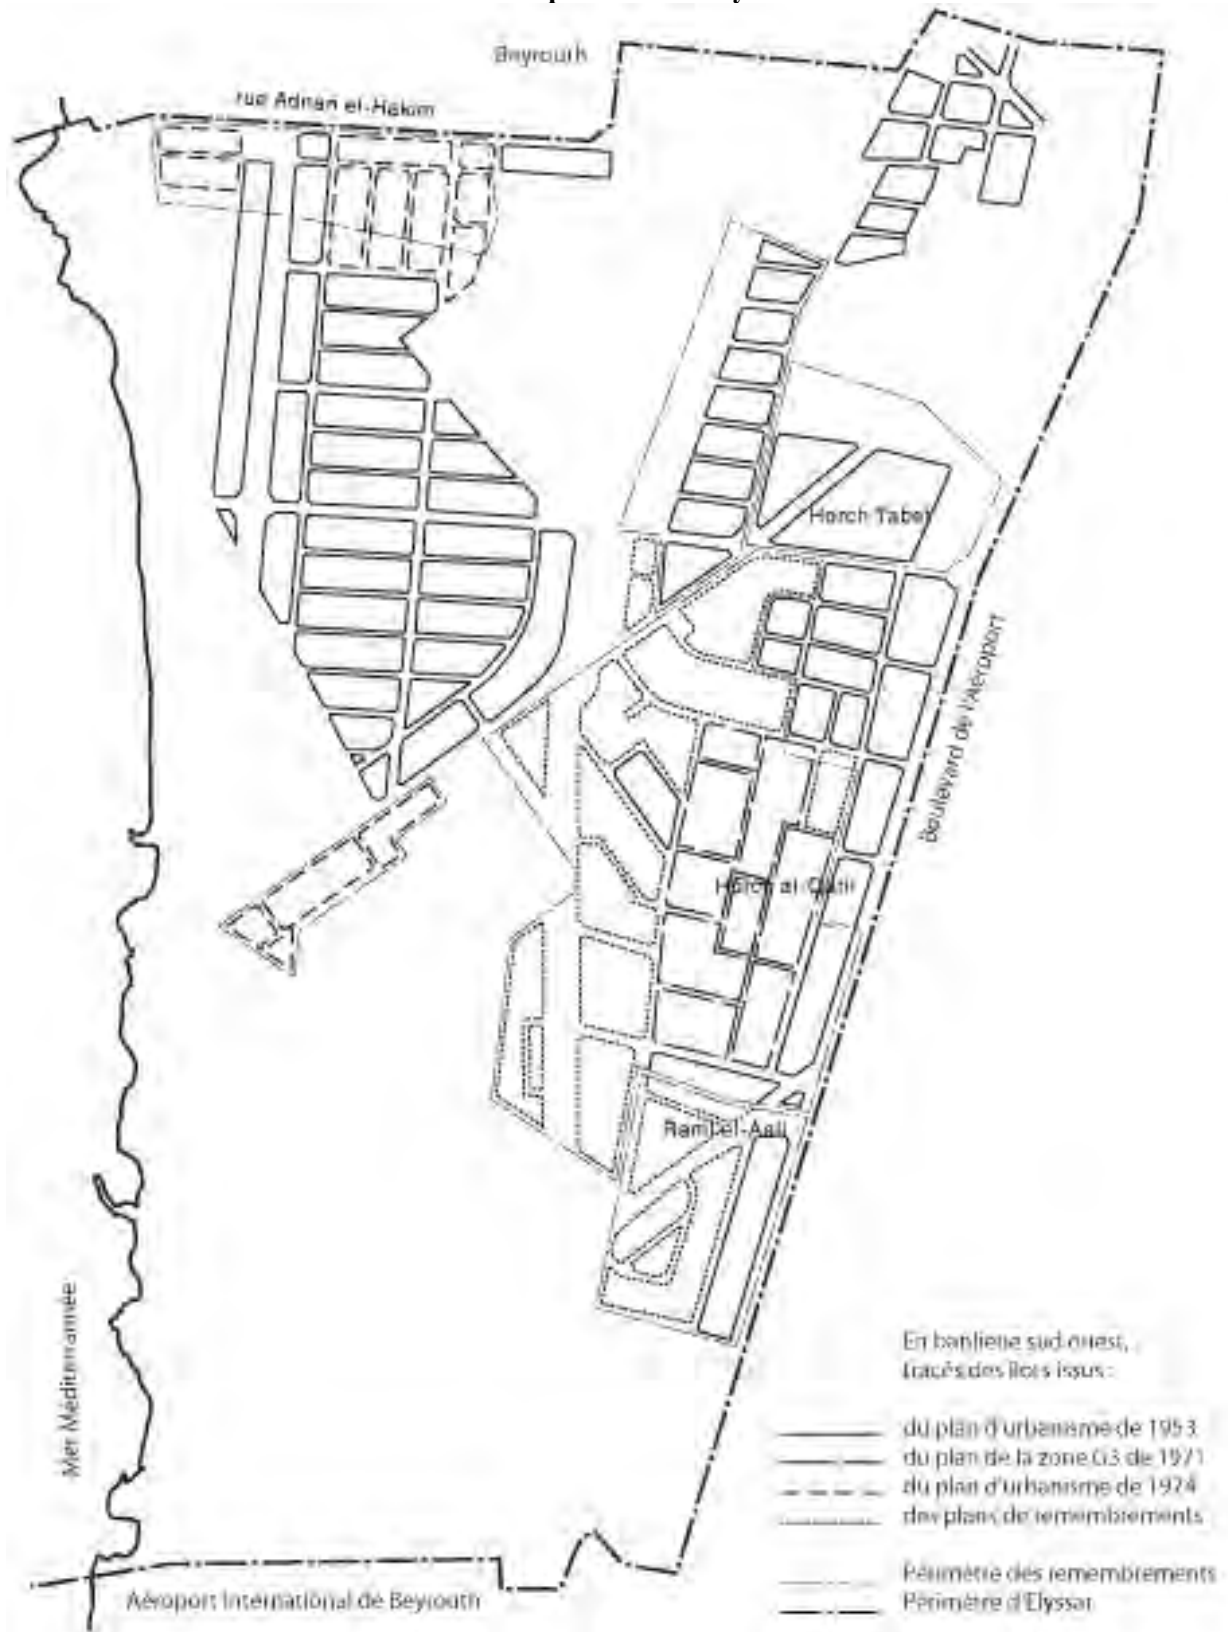 Beyrouth
rue Adnan el-Hakim
Horch Tabet
Boulevard de l'Aéroport
Horch al-Qatil
Raml el-Aali
Mer Méditerrannée
En banlieue sud-ouest,
tracés des îlots issus :
du plan d'urbanisme de 1953
du plan de la zone G3 de 1971
du plan d'urbanisme de 1974
des plans de remembrements
Périmètre des remembrements
Périmètre d'Elyssar
Aéroport International de Beyrouth